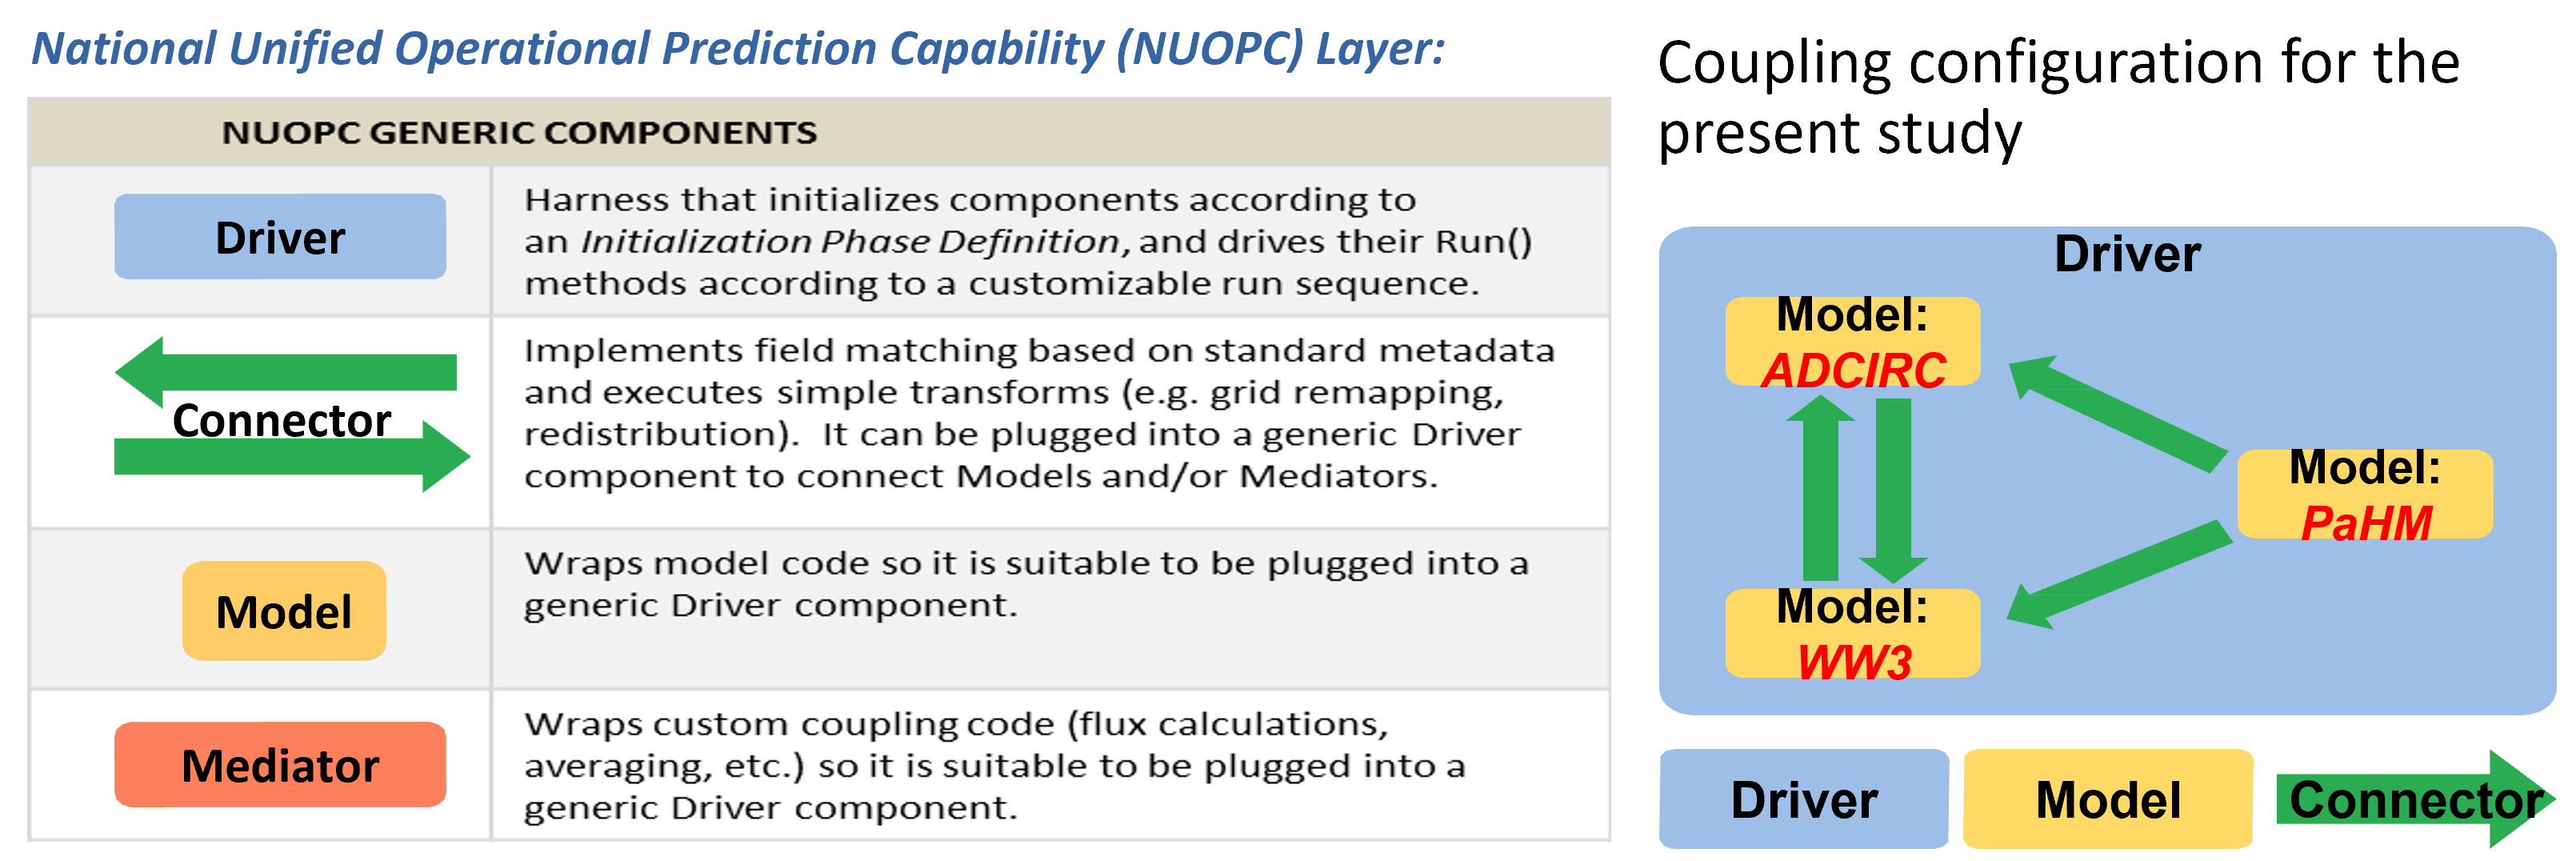 National Unified Operational Prediction Capability (NUOPC) Layer:
NUOPC GENERIC COMPONENTS
Driver
Harness that initializes components according to
an Initialization Phase Definition, and drives their Run()
methods according to a customizable run sequence.
Connector
Implements field matching based on standard metadata
and executes simple transforms (e.g. grid remapping,
redistribution). It can be plugged into a generic Driver
component to connect Models and/or Mediators.
Model
Wraps model code so it is suitable to be plugged into a
generic Driver component.
Mediator
Wraps custom coupling code (flux calculations,
averaging, etc.) so it is suitable to be plugged into a
generic Driver component.
Coupling configuration for the
present study
Driver
Model:
ADCIRC
Model:
PaHM
Model:
WW3
Driver
Model
Connector